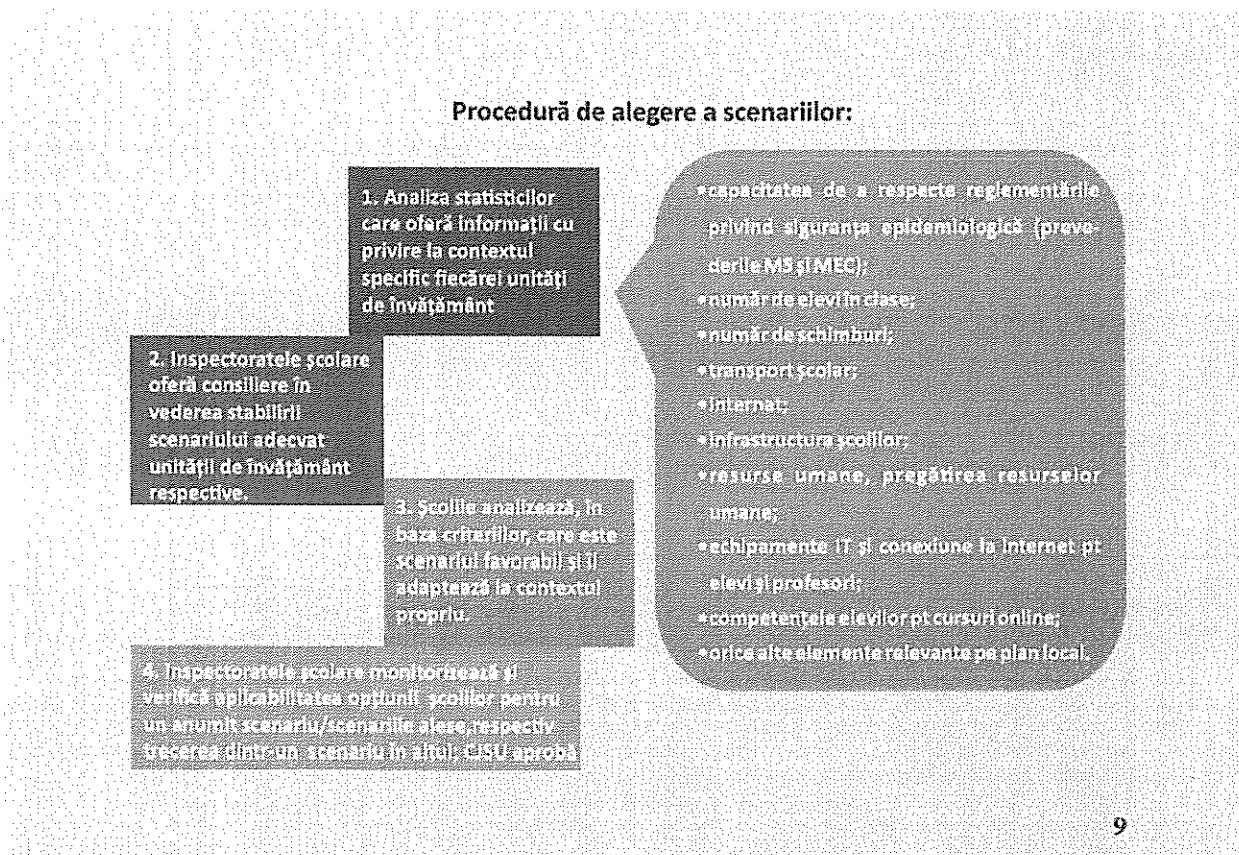 Procedură de alegere a scenariilor:
1. Analiza statisticilor
care oferă informații cu
privire la contextul
specific fiecărei unități
de învățământ
2. Inspectoratele școlare
oferă consiliere în
vederea stabilirii
scenariului adecvat
unității de învățământ
respective.
3. Școlile analizează, în
baza criteriilor, care este
scenariul favorabil și îl
adaptează la contextul
propriu.
4. Inspectoratele școlare monitorizează și
verifică aplicabilitatea opțiunii școlilor pentru
un anumit scenariu/scenariile alese,respectiv
trecerea dintr-un scenariu în altul; CJSU aprobă
•capacitatea de a respecta reglementările
privind siguranța epidemiologică (preve-
derile MS și MEC);
•număr de elevi în clase;
•număr de schimburi;
•transport școlar;
•internat;
•infrastructura școlilor;
•resurse umane, pregătirea resurselor
umane;
•echipamente IT și conexiune la internet pt
elevi și profesori;
•competențele elevilor pt cursuri online;
•orice alte elemente relevante pe plan local.
9